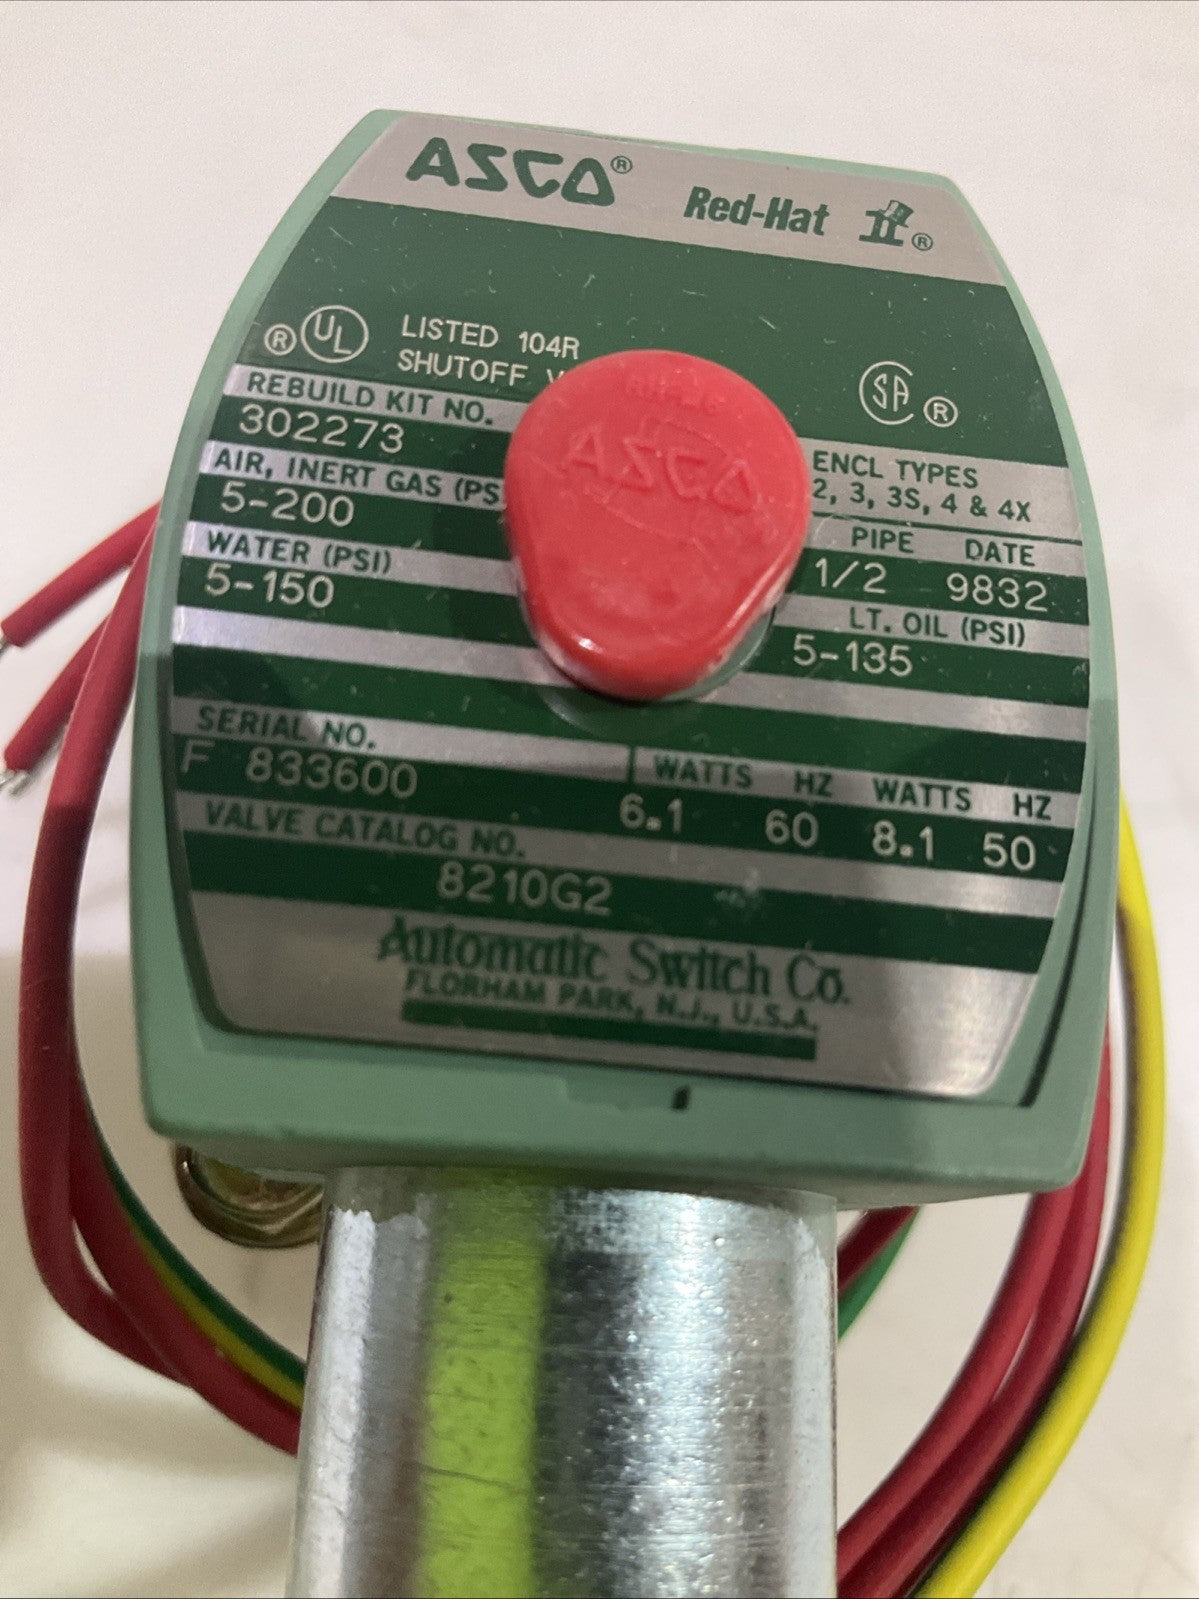 ASCO® Red-Hat II®
® UL LISTED 104R
SHUTOFF
SA ®
REBUILD KIT NO.
302273
AIR, INERT GAS (PS
5-200
WATER (PSI)
5-150
ASCO
ENCL TYPES
2, 3, 3S, 4 & 4X
PIPE DATE
1/2 9832
LT. OIL (PSI)
5-135
SERIAL NO.
F 833600
WATTS HZ WATTS HZ
6.1 60 8.1 50
VALVE CATALOG NO.
8210G2
Automatic Switch Co.
FLORHAM PARK, N.J., U.S.A.